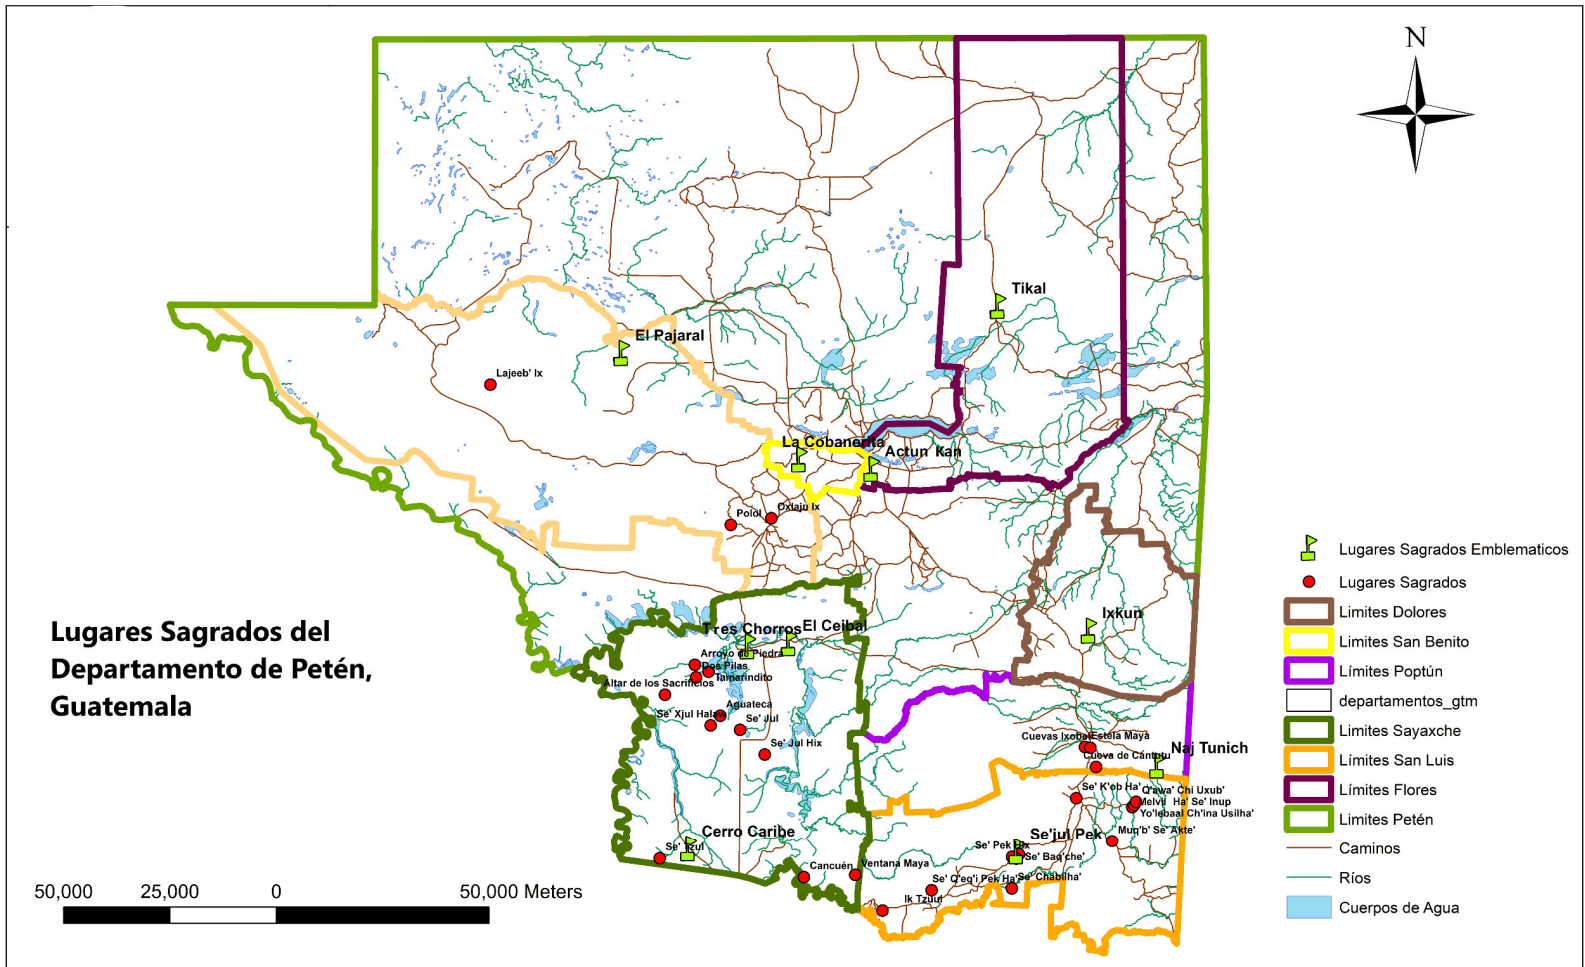 N
Tikal
El Pajaral
Lajeeb' Ix
La Cobanerita
Actun Kan
Polol
Oxlaju Ix
Lugares Sagrados del
Departamento de Petén,
Guatemala
Ixkun
Tres Chorros
El Ceibal
Arroyo de Piedra
Dos Pilas
Tamarindito
Altar de los Sacrificios
Aguateca
Se' Xjul Halaw
Se' Jul
Se' Jul Hix
Cuevas Ixobel
Estela Maya
Naj Tunich
Cueva de Cantutu
Se' K'ob Ha'
Q'awa' Chi Uxub'
Melvti Ha' Se' Inup
Yo'lebaal Ch'ina Usilha'
Muq'b' Se' Akte'
Cerro Caribe
Se' Tzul
Se'jul Pek
Se' Pek Hix
Se' Baq'che'
Cancuén
Ventana Maya
Se' Q'eq'i Pek Ha'
Se' Chabilha'
Ik Tzuul
50,000 25,000 0 50,000 Meters
Lugares Sagrados Emblematicos
Lugares Sagrados
Limites Dolores
Limites San Benito
Límites Poptún
departamentos_gtm
Limites Sayaxche
Límites San Luis
Límites Flores
Limites Petén
Caminos
Ríos
Cuerpos de Agua